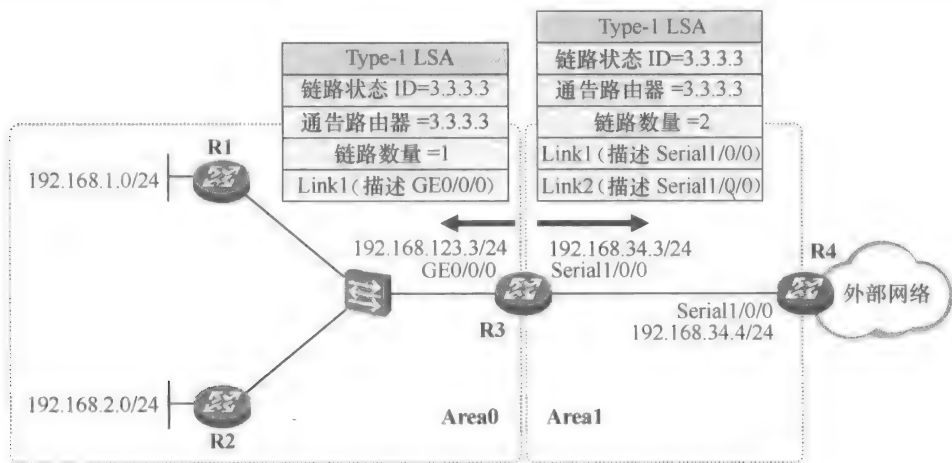 Type-1 LSA
链路状态 ID=3.3.3.3
通告路由器 =3.3.3.3
链路数量 =1
Link1(描述 GE0/0/0)
Type-1 LSA
链路状态 ID=3.3.3.3
通告路由器 =3.3.3.3
链路数量 =2
Link1(描述 Serial1/0/0)
Link2(描述 Serial1/0/0)
R1
192.168.1.0/24
192.168.123.3/24
GE0/0/0
192.168.34.3/24
Serial1/0/0
R4
外部网络
R3
Serial1/0/0
192.168.34.4/24
192.168.2.0/24
R2
Area0
Area1